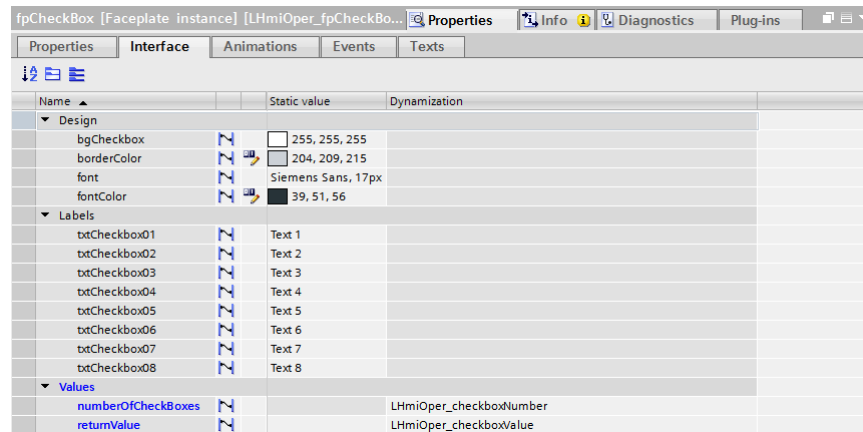 fpCheckBox [Faceplate instance] [LHmiOper_fpCheckBo... Properties Info Diagnostics Plug-ins
Properties Interface Animations Events Texts
Name Static value Dynamization
Design
bgCheckbox 255, 255, 255
borderColor 204, 209, 215
font Siemens Sans, 17px
fontColor 39, 51, 56
Labels
txtCheckbox01 Text 1
txtCheckbox02 Text 2
txtCheckbox03 Text 3
txtCheckbox04 Text 4
txtCheckbox05 Text 5
txtCheckbox06 Text 6
txtCheckbox07 Text 7
txtCheckbox08 Text 8
Values
numberOfCheckBoxes LHmiOper_checkboxNumber
returnValue LHmiOper_checkboxValue